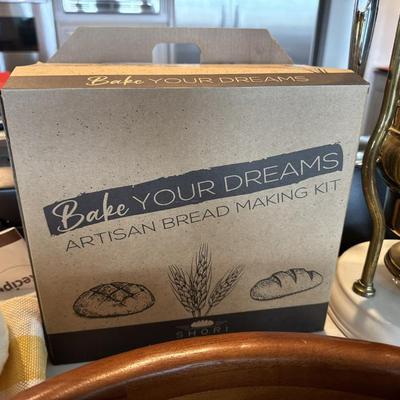 Bake YOUR DREAMS
Bake YOUR DREAMS
ARTISAN BREAD MAKING KIT
SHORI